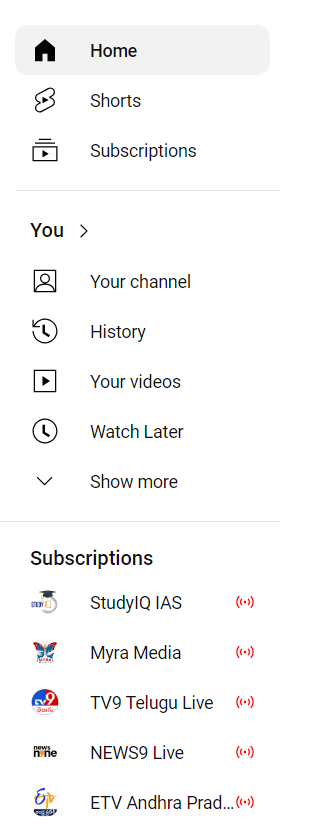 Home
Shorts
Subscriptions
You
Your channel
History
Your videos
Watch Later
Show more
Subscriptions
StudyIQ IAS
Myra Media
TV9 Telugu Live
NEWS9 Live
ETV Andhra Prad...